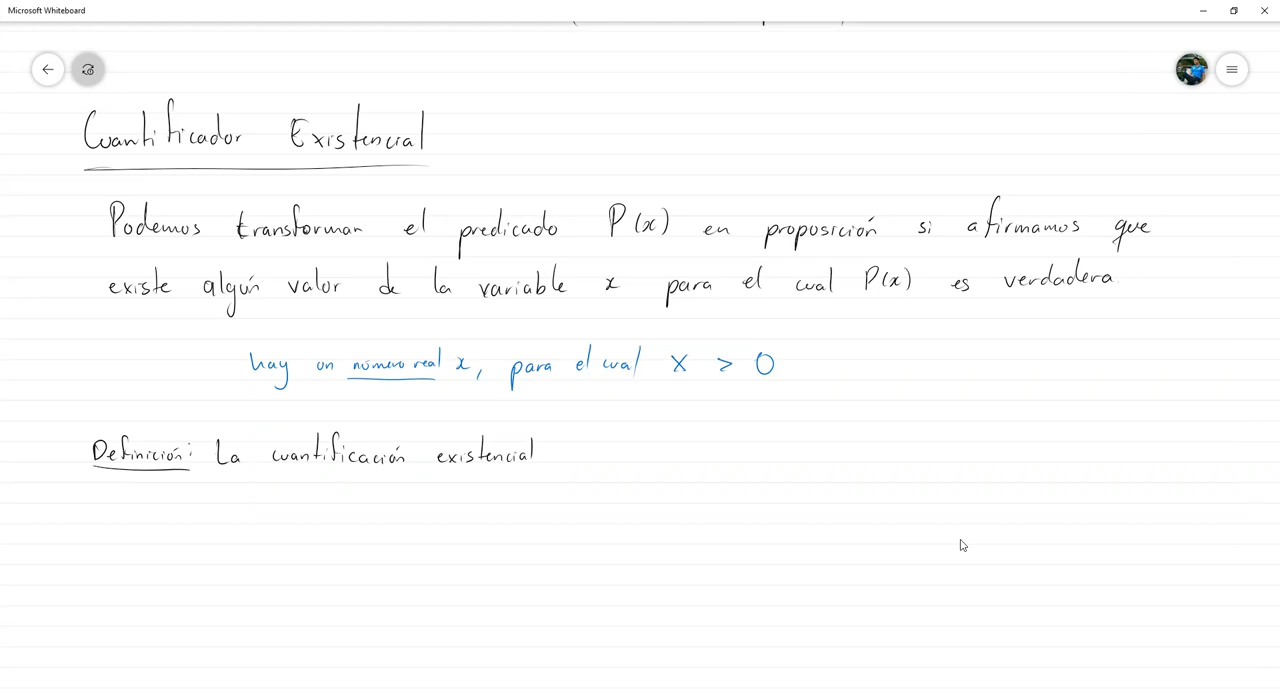 Microsoft Whiteboard
Cuantificador Existencial
Podemos transformar el predicado P(x) en proposición si afirmamos que
existe algún valor de la variable x para el cual P(x) es verdadera
hay un número real x, para el cual x > 0
Definición: La cuantificación existencial